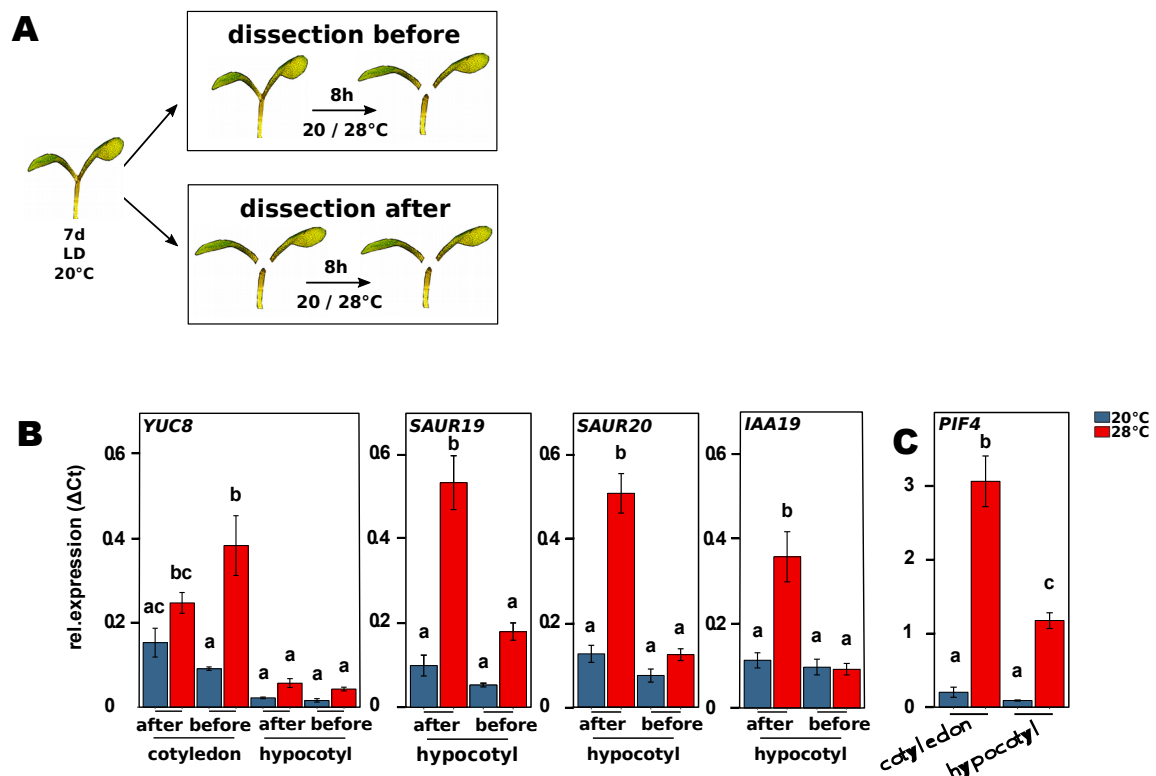 A
dissection before
8h
20 / 28°C
7d
LD
20°C
dissection after
8h
20 / 28°C
B
rel.expression (ΔCt)
YUC8
0.6
0.4
0.2
0
ac
bc
a
b
a
a
a
a
after before after before
cotyledon hypocotyl
SAUR19
0.6
0.4
0.2
0
a
b
a
a
after before
hypocotyl
SAUR20
0.6
0.4
0.2
0
a
b
a
a
after before
hypocotyl
IAA19
0.6
0.4
0.2
0
a
b
a
a
after before
hypocotyl
C
PIF4
3
2
1
0
a
b
a
c
cotyledon
hypocotyl
20°C
28°C